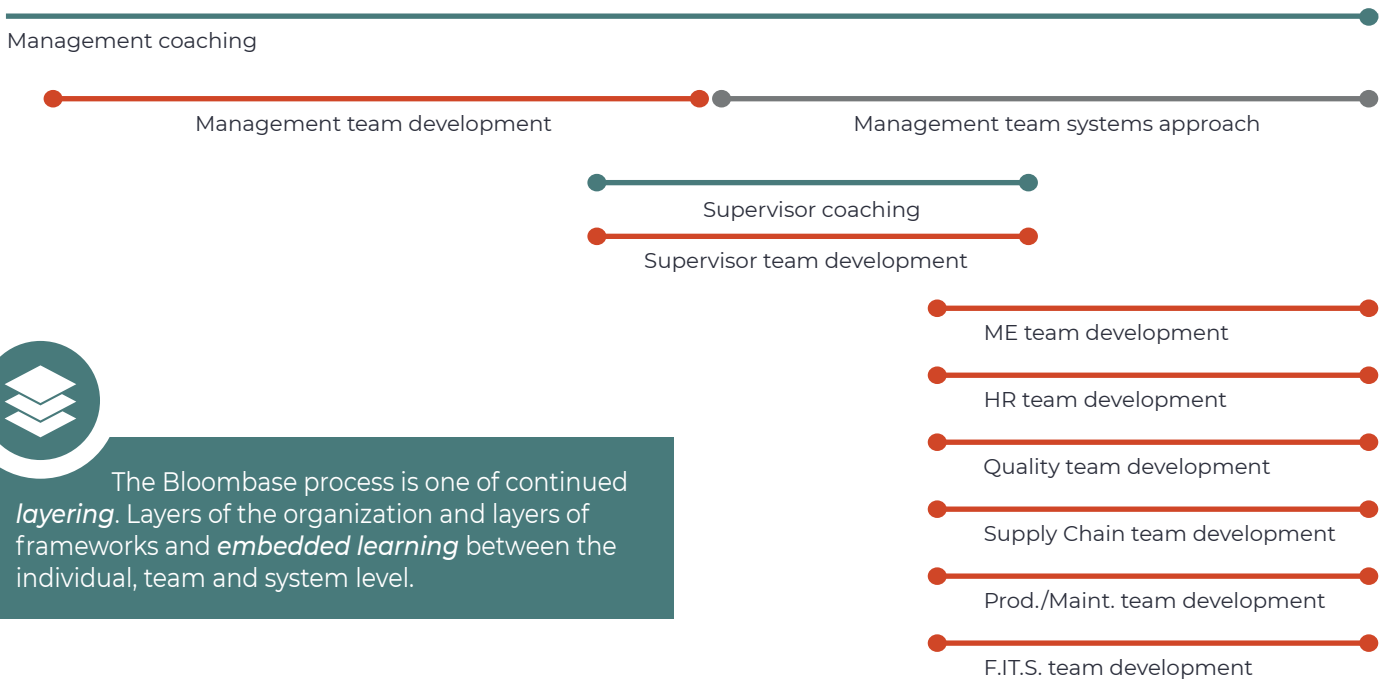 Management coaching
Management team development
Management team systems approach
Supervisor coaching
Supervisor team development
ME team development
HR team development
Quality team development
Supply Chain team development
Prod./Maint. team development
F.IT.S. team development
The Bloombase process is one of continued
layering. Layers of the organization and layers of
frameworks and embedded learning between the
individual, team and system level.